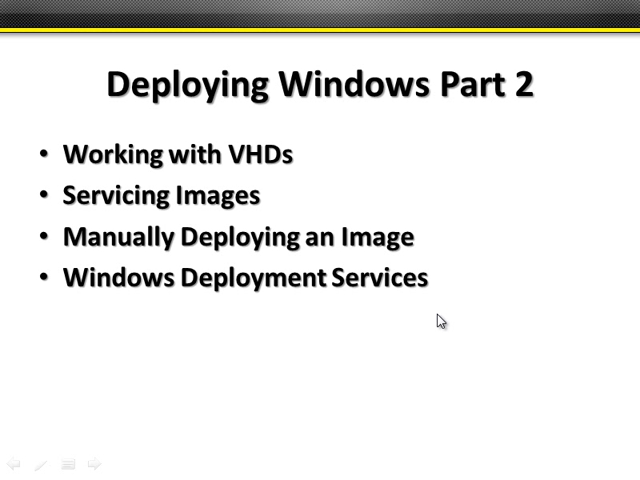 Deploying Windows Part 2
• Working with VHDs
• Servicing Images
• Manually Deploying an Image
• Windows Deployment Services